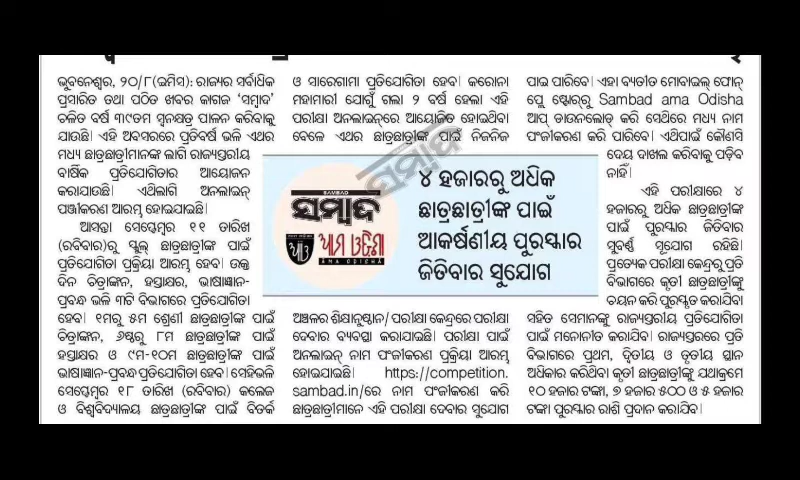 ଭୁବନେଶ୍ୱର, ୨୦/୮(ଇମିସ): ରାଜ୍ୟର ସର୍ବାଧିକ
ପ୍ରସାରିତ ତଥା ପଠିତ ଖବର କାଗଜ ‘ସମ୍ବାଦ’
ଚଳିତ ବର୍ଷ ୩୯ତମ ସ୍ୱନକ୍ଷତ୍ର ପାଳନ କରିବାକୁ
ଯାଉଛି। ଏହି ଅବସରରେ ପ୍ରତିବର୍ଷ ଭଳି ଏଥର
ମଧ୍ୟ ଛାତ୍ରଛାତ୍ରୀମାନଙ୍କ ଲାଗି ରାଜ୍ୟସ୍ତରୀୟ
ବାର୍ଷିକ ପ୍ରତିଯୋଗିତାର ଆୟୋଜନ
କରାଯାଉଛି। ଏଥିଲାଗି ଅନଲାଇନ୍
ପଞ୍ଜୀକରଣ ଆରମ୍ଭ ହୋଇଯାଇଛି।
ଆସନ୍ତା ସେପ୍ଟେମ୍ବର ୧୧ ତାରିଖ
(ରବିବାର)ରୁ ସ୍କୁଲ୍ ଛାତ୍ରଛାତ୍ରୀଙ୍କ ପାଇଁ
ପ୍ରତିଯୋଗିତା ପ୍ରକ୍ରିୟା ଆରମ୍ଭ ହେବ। ଉକ୍ତ
ଦିନ ଚିତ୍ରାଙ୍କନ, ହସ୍ତାକ୍ଷର, ଭାଷାଜ୍ଞାନ-
ପ୍ରବନ୍ଧ ଭଳି ୩ଟି ବିଭାଗରେ ପ୍ରତିଯୋଗିତା
ହେବ। ୧ମରୁ ୫ମ ଶ୍ରେଣୀ ଛାତ୍ରଛାତ୍ରୀଙ୍କ ପାଇଁ
ଚିତ୍ରାଙ୍କନ, ୬ଷ୍ଠରୁ ୮ମ ଛାତ୍ରଛାତ୍ରୀଙ୍କ ପାଇଁ
ହସ୍ତାକ୍ଷର ଓ ୯ମ-୧୦ମ ଛାତ୍ରଛାତ୍ରୀଙ୍କ ପାଇଁ
ଭାଷାଜ୍ଞାନ-ପ୍ରବନ୍ଧ ପ୍ରତିଯୋଗିତା ହେବ। ସେହିଭଳି
ସେପ୍ଟେମ୍ବର ୧୮ ତାରିଖ (ରବିବାର) କଲେଜ
ଓ ବିଶ୍ୱବିଦ୍ୟାଳୟ ଛାତ୍ରଛାତ୍ରୀଙ୍କ ପାଇଁ ବିତର୍କ
ଓ ସାରେଗାମା ପ୍ରତିଯୋଗିତା ହେବ। କରୋନା
ମହାମାରୀ ଯୋଗୁଁ ଗଲା ୨ ବର୍ଷ ହେଲା ଏହି
ପରୀକ୍ଷା ଅନଲାଇନ୍‌ରେ ଆୟୋଜିତ ହୋଇଥିବା
ବେଳେ ଏଥର ଛାତ୍ରଛାତ୍ରୀଙ୍କ ପାଇଁ ନିଜନିଜ
SAMBAD
ସମ୍ବାଦ
ଆଓ
ଆମ ଓଡ଼ିଶା
AMA ODISHA
୪ ହଜାରରୁ ଅଧିକ
ଛାତ୍ରଛାତ୍ରୀଙ୍କ ପାଇଁ
ଆକର୍ଷଣୀୟ ପୁରସ୍କାର
ଜିତିବାର ସୁଯୋଗ
ଅଞ୍ଚଳର ଶିକ୍ଷାନୁଷ୍ଠାନ/ ପରୀକ୍ଷା କେନ୍ଦ୍ରରେ ପରୀକ୍ଷା
ଦେବାର ବ୍ୟବସ୍ଥା କରାଯାଇଛି। ପରୀକ୍ଷା ପାଇଁ
ଅନଲାଇନ୍ ନାମ ପଂଜୀକରଣ ପ୍ରକ୍ରିୟା ଆରମ୍ଭ
ହୋଇଯାଇଛି। https://competition.
sambad.in/ରେ ନାମ ପଂଜୀକରଣ କରି
ଛାତ୍ରଛାତ୍ରୀମାନେ ଏହି ପରୀକ୍ଷା ଦେବାର ସୁଯୋଗ
ପାଇ ପାରିବେ। ଏହା ବ୍ୟତୀତ ମୋବାଇଲ୍ ଫୋନ୍
ପ୍ଲେ ଷ୍ଟୋର୍‌ରୁ Sambad ama Odisha
ଆପ୍ ଡାଉନ୍‌ଲୋଡ୍ କରି ସେଥିରେ ମଧ୍ୟ ନାମ
ପଂଜୀକରଣ କରି ପାରିବେ। ଏଥିପାଇଁ କୌଣସି
ଦେୟ ଦାଖଲ କରିବାକୁ ପଡ଼ିବ
ନାହିଁ।
ଏହି ପରୀକ୍ଷାରେ ୪
ହଜାରରୁ ଅଧିକ ଛାତ୍ରଛାତ୍ରୀଙ୍କ
ପାଇଁ ପୁରସ୍କାର ଜିତିବାର
ସୁବର୍ଣ୍ଣ ସୁଯୋଗ ରହିଛି।
ପ୍ରତ୍ୟେକ ପରୀକ୍ଷା କେନ୍ଦ୍ରରୁ ପ୍ରତି
ବିଭାଗରେ କୃତୀ ଛାତ୍ରଛାତ୍ରୀଙ୍କୁ
ଚୟନ କରି ପୁରସ୍କୃତ କରାଯିବା
ସହିତ ସେମାନଙ୍କୁ ରାଜ୍ୟସ୍ତରୀୟ ପ୍ରତିଯୋଗିତା
ପାଇଁ ମନୋନୀତ କରାଯିବ। ରାଜ୍ୟସ୍ତରରେ ପ୍ରତି
ବିଭାଗରେ ପ୍ରଥମ, ଦ୍ୱିତୀୟ ଓ ତୃତୀୟ ସ୍ଥାନ
ଅଧିକାର କରିଥିବା କୃତୀ ଛାତ୍ରଛାତ୍ରୀଙ୍କୁ ଯଥାକ୍ରମେ
୧୦ ହଜାର ଟଙ୍କା, ୭ ହଜାର ୫୦୦ ଓ ୫ ହଜାର
ଟଙ୍କା ପୁରସ୍କାର ରାଶି ପ୍ରଦାନ କରାଯିବ।
ସମ୍ବାଦ